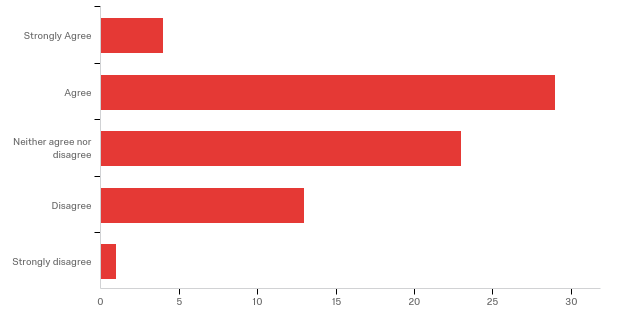 Strongly Agree
Agree
Neither agree nor
disagree
Disagree
Strongly disagree
0 5 10 15 20 25 30